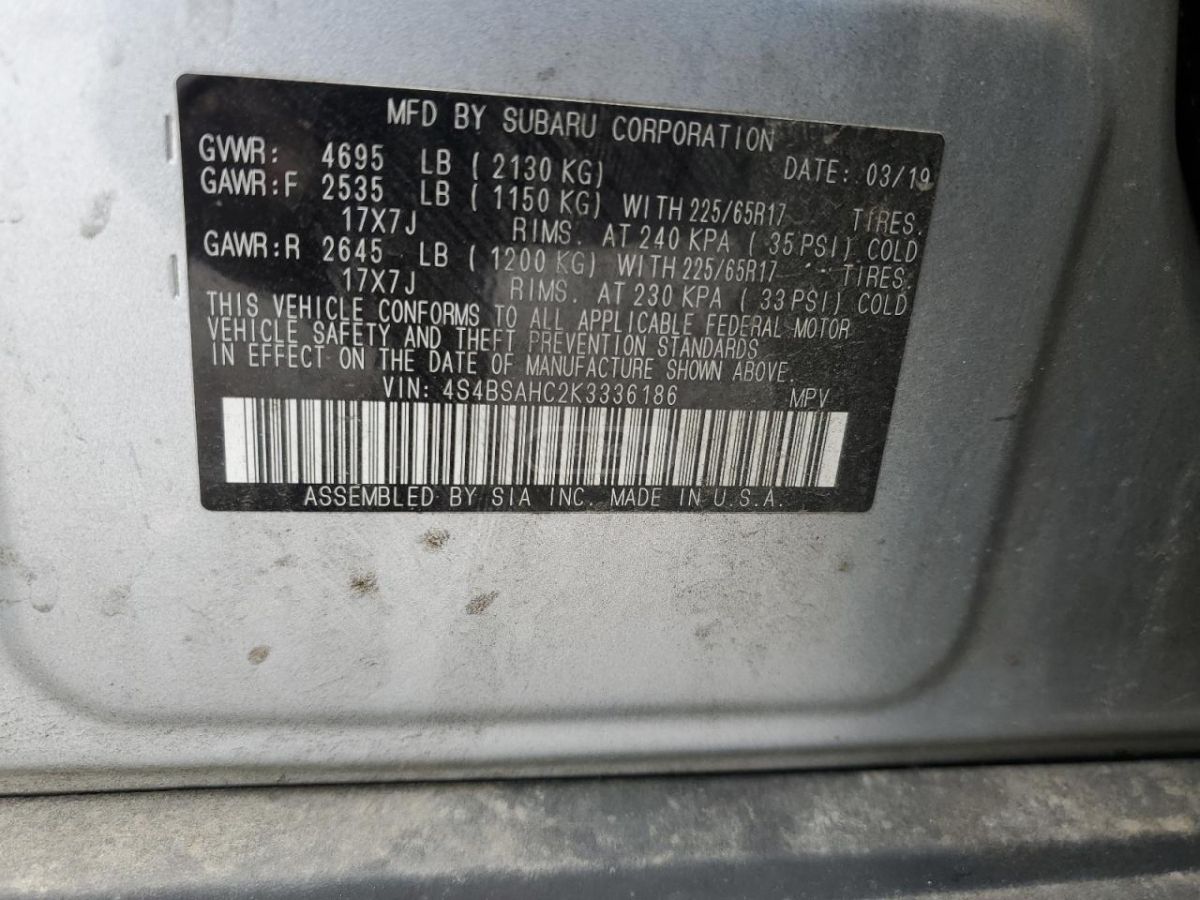 MFD BY SUBARU CORPORATION
GVWR: 4695 LB ( 2130 KG) DATE: 03/19
GAWR:F 2535 LB ( 1150 KG) WITH 225/65R17 TIRES.
17X7J RIMS. AT 240 KPA ( 35 PSI) COLD
GAWR:R 2645 LB ( 1200 KG) WITH 225/65R17 TIRES.
17X7J RIMS. AT 230 KPA ( 33 PSI) COLD
THIS VEHICLE CONFORMS TO ALL APPLICABLE FEDERAL MOTOR
VEHICLE SAFETY AND THEFT PREVENTION STANDARDS
IN EFFECT ON THE DATE OF MANUFACTURE SHOWN ABOVE.
VIN: 4S4BSAHC2K3336186 MPV
ASSEMBLED BY SIA INC. MADE IN U.S.A.